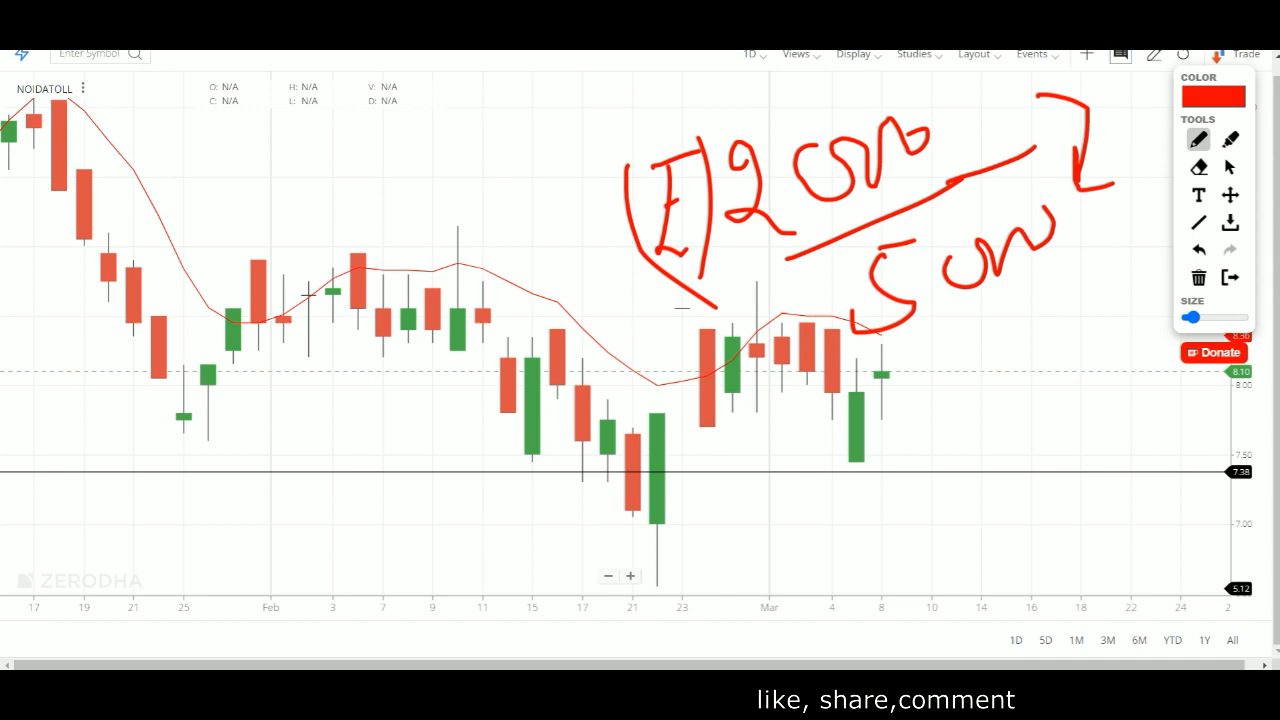 Enter Symbol
1D Views Display Studies Layout Events Trade
NOIDATOLL
O: N/A H: N/A V: N/A
C: N/A L: N/A D: N/A
COLOR
TOOLS
T
SIZE
Donate
8.30
8.10
8.00
7.50
7.38
7.00
5.12
ZERODHA
17 19 21 25 Feb 3 7 9 11 15 17 21 23 Mar 4 8 10 14 16 18 22 24 2
1D 5D 1M 3M 6M YTD 1Y All
like, share,comment